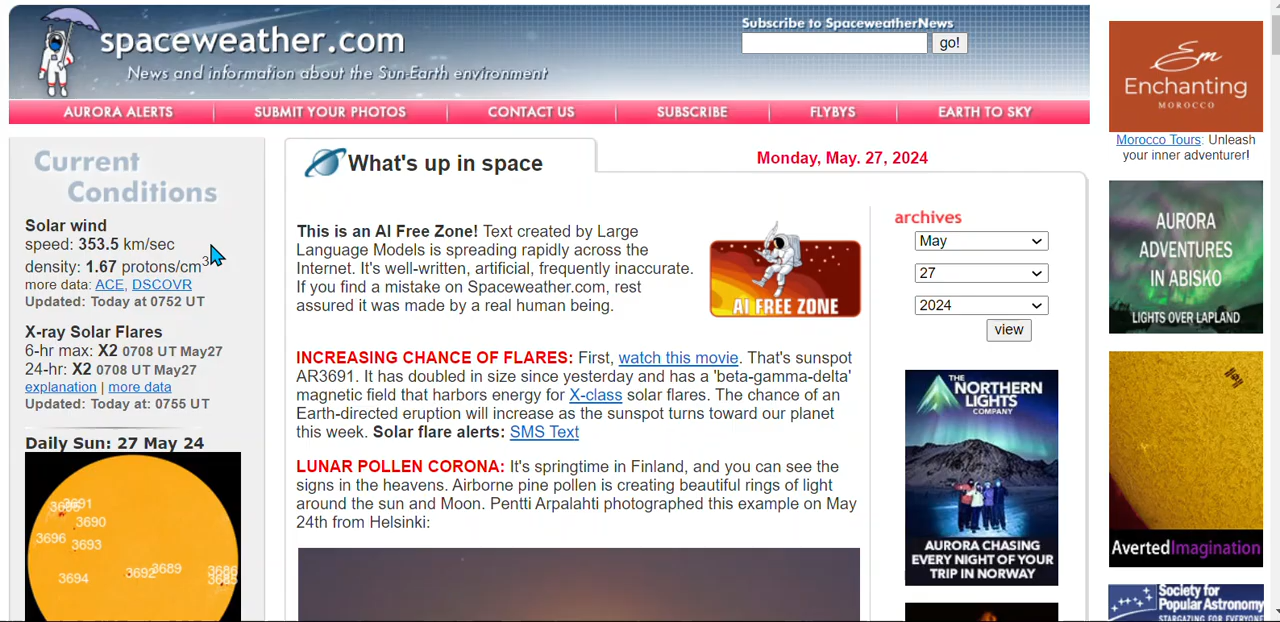 spaceweather.com
News and information about the Sun-Earth environment
Subscribe to SpaceweatherNews
go!
AURORA ALERTS
SUBMIT YOUR PHOTOS
CONTACT US
SUBSCRIBE
FLYBYS
EARTH TO SKY
Current
Conditions
Solar wind
speed: 353.5 km/sec
density: 1.67 protons/cm3
more data: ACE, DSCOVR
Updated: Today at 0752 UT
X-ray Solar Flares
6-hr max: X2 0708 UT May27
24-hr: X2 0708 UT May27
explanation | more data
Updated: Today at: 0755 UT
Daily Sun: 27 May 24
3691
3690
3696
3693
3694
3692
3689
3686
3685
What's up in space
Monday, May. 27, 2024
This is an AI Free Zone! Text created by Large
Language Models is spreading rapidly across the
Internet. It's well-written, artificial, frequently inaccurate.
If you find a mistake on Spaceweather.com, rest
assured it was made by a real human being.
AI FREE ZONE
INCREASING CHANCE OF FLARES: First, watch this movie. That's sunspot
AR3691. It has doubled in size since yesterday and has a 'beta-gamma-delta'
magnetic field that harbors energy for X-class solar flares. The chance of an
Earth-directed eruption will increase as the sunspot turns toward our planet
this week. Solar flare alerts: SMS Text
LUNAR POLLEN CORONA: It's springtime in Finland, and you can see the
signs in the heavens. Airborne pine pollen is creating beautiful rings of light
around the sun and Moon. Pentti Arpalahti photographed this example on May
24th from Helsinki:
archives
May
27
2024
view
THE
NORTHERN
LIGHTS
COMPANY
AURORA CHASING
EVERY NIGHT OF YOUR
TRIP IN NORWAY
Em
Enchanting
MOROCCO
Morocco Tours: Unleash
your inner adventurer!
AURORA
ADVENTURES
IN ABISKO
LIGHTS OVER LAPLAND
AvertedImagination
Society for
Popular Astronomy
STARGAZING FOR EVERYONE